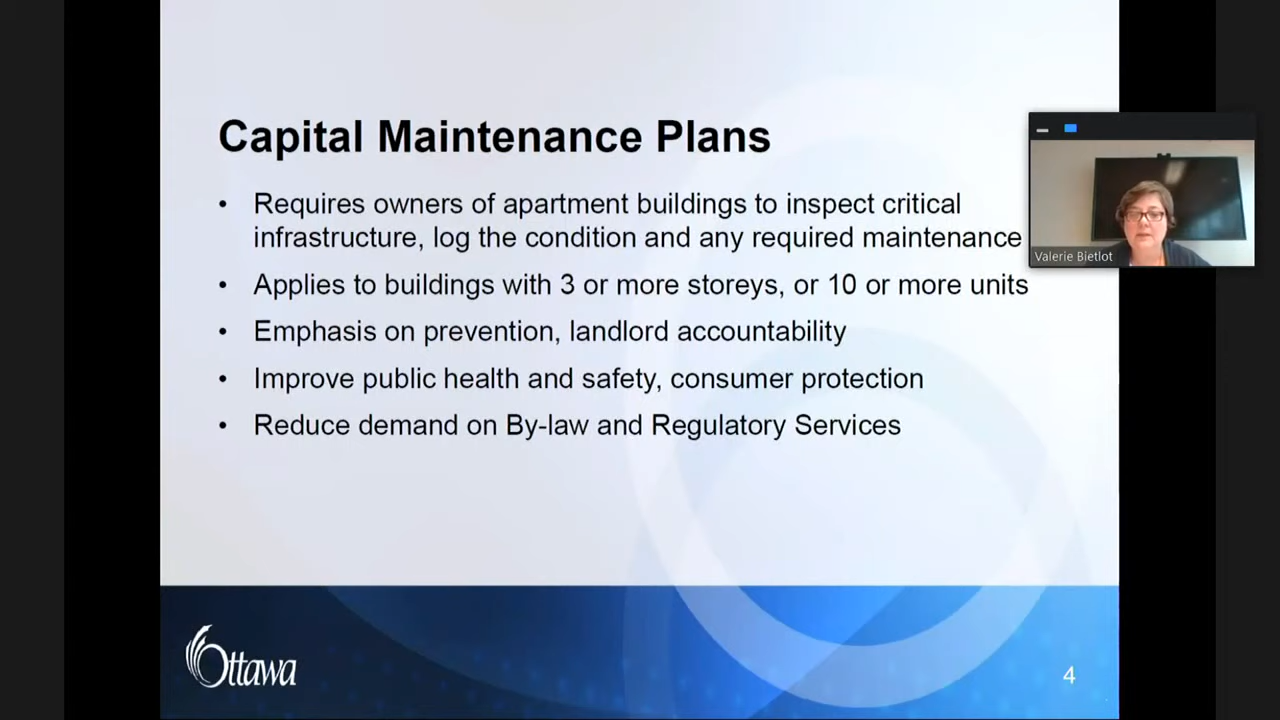 Capital Maintenance Plans
• Requires owners of apartment buildings to inspect critical
infrastructure, log the condition and any required maintenance
• Applies to buildings with 3 or more storeys, or 10 or more units
• Emphasis on prevention, landlord accountability
• Improve public health and safety, consumer protection
• Reduce demand on By-law and Regulatory Services
Valerie Bietlot
Ottawa
4